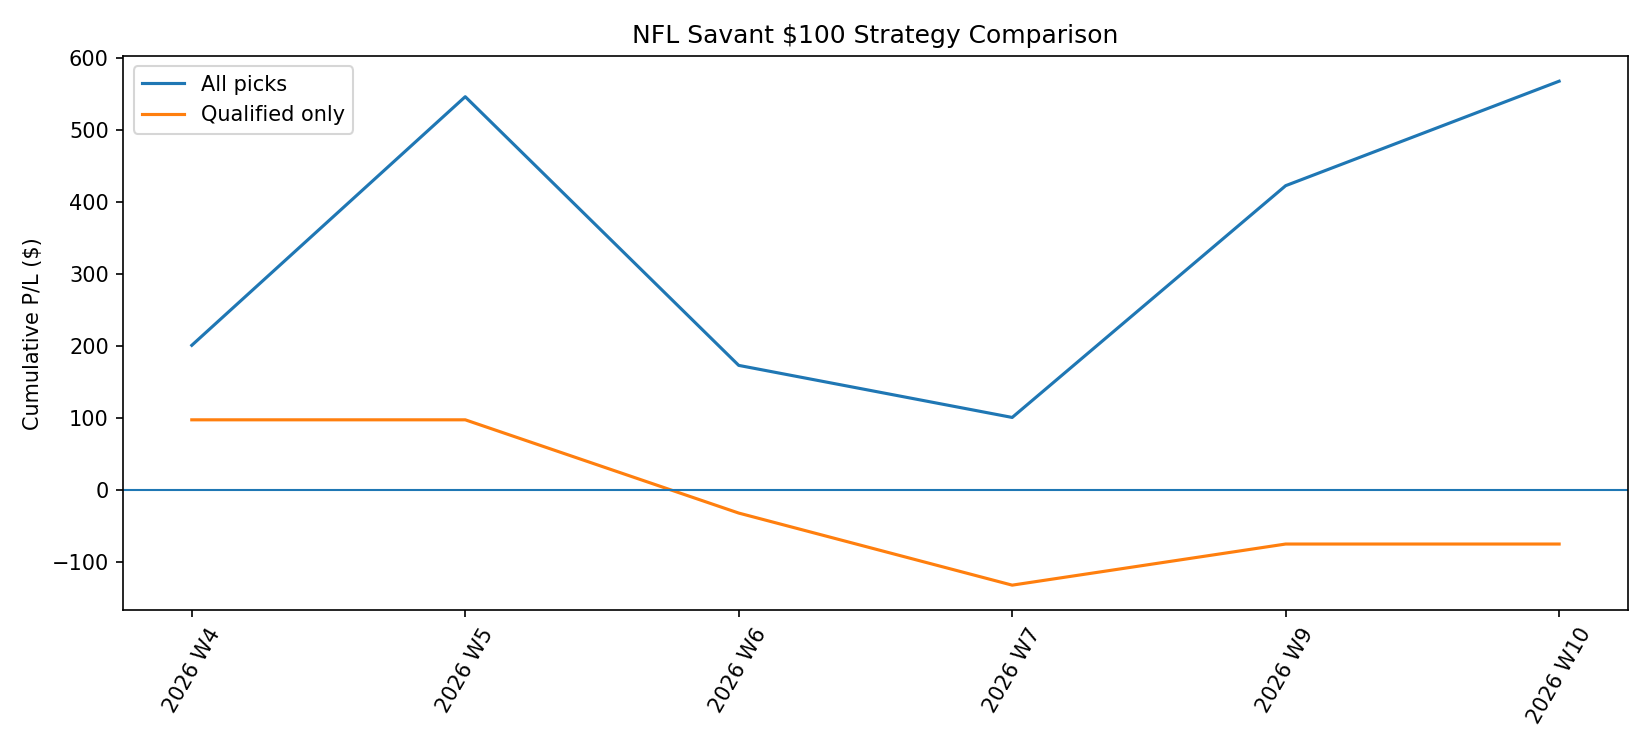 NFL Savant $100 Strategy Comparison
All picks
Qualified only
Cumulative P/L ($)
600
500
400
300
200
100
0
−100
2026 W4
2026 W5
2026 W6
2026 W7
2026 W9
2026 W10